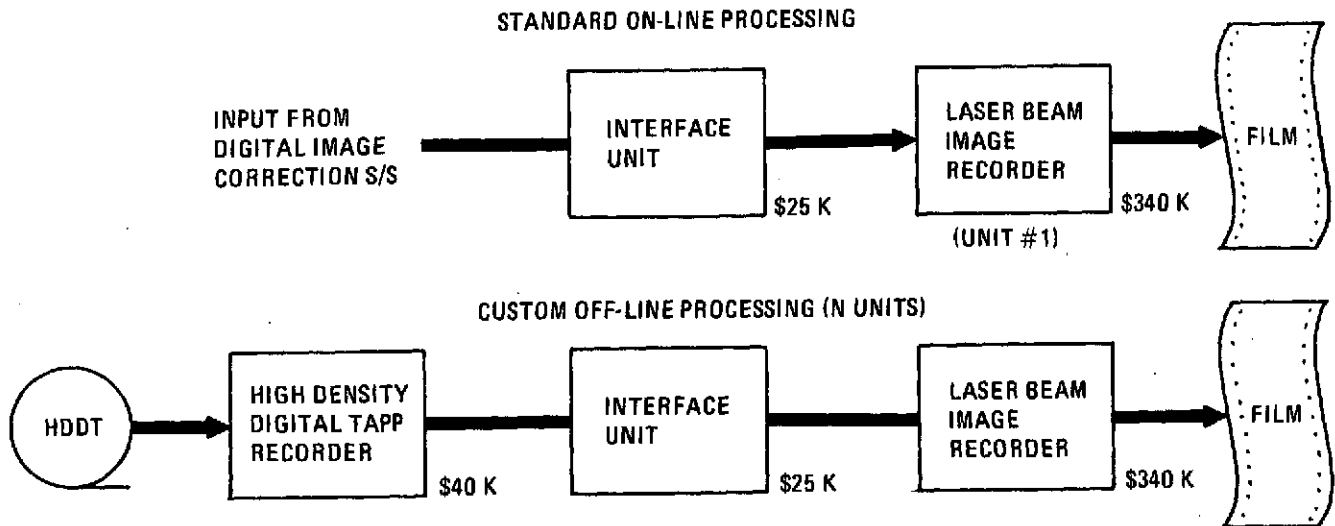 STANDARD ON-LINE PROCESSING
INPUT FROM
DIGITAL IMAGE
CORRECTION S/S
INTERFACE
UNIT
$25 K
LASER BEAM
IMAGE
RECORDER
$340 K
(UNIT #1)
FILM
CUSTOM OFF-LINE PROCESSING (N UNITS)
HDDT
HIGH DENSITY
DIGITAL TAPP
RECORDER
$40 K
INTERFACE
UNIT
$25 K
LASER BEAM
IMAGE
RECORDER
$340 K
FILM